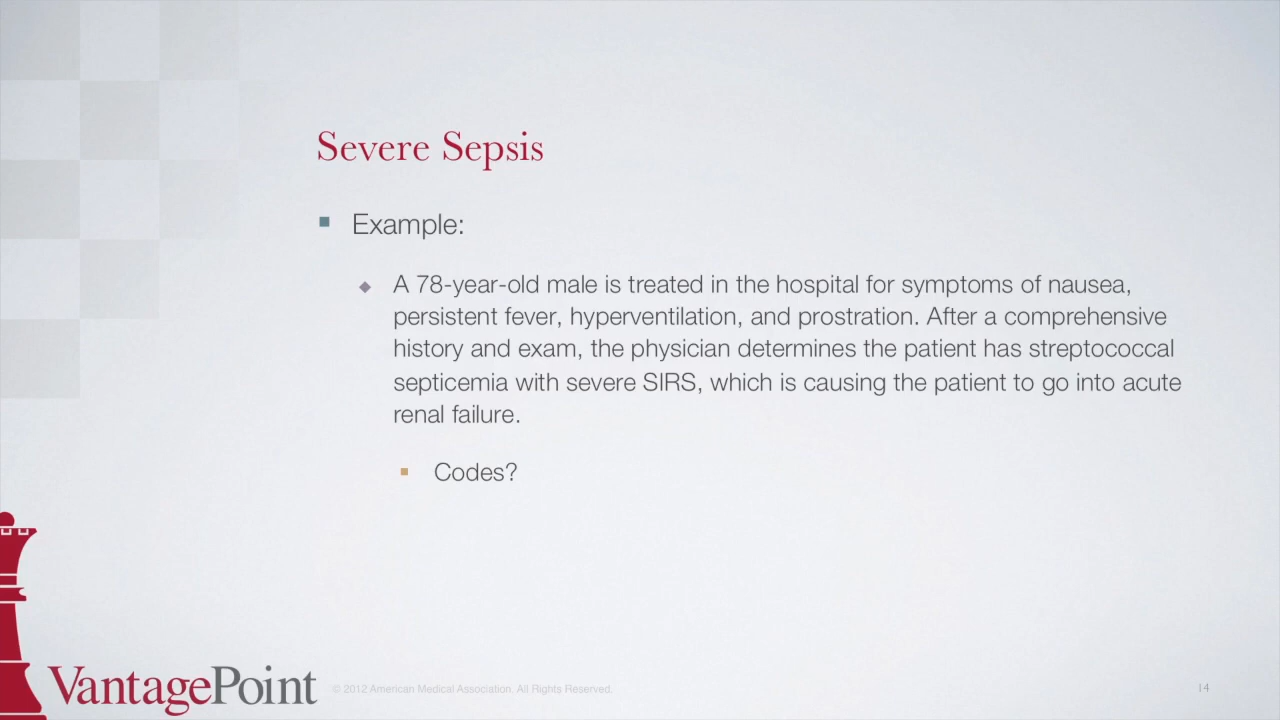 Severe Sepsis
Example:
A 78-year-old male is treated in the hospital for symptoms of nausea,
persistent fever, hyperventilation, and prostration. After a comprehensive
history and exam, the physician determines the patient has streptococcal
septicemia with severe SIRS, which is causing the patient to go into acute
renal failure.
Codes?
VantagePoint
© 2012 American Medical Association. All Rights Reserved.
14